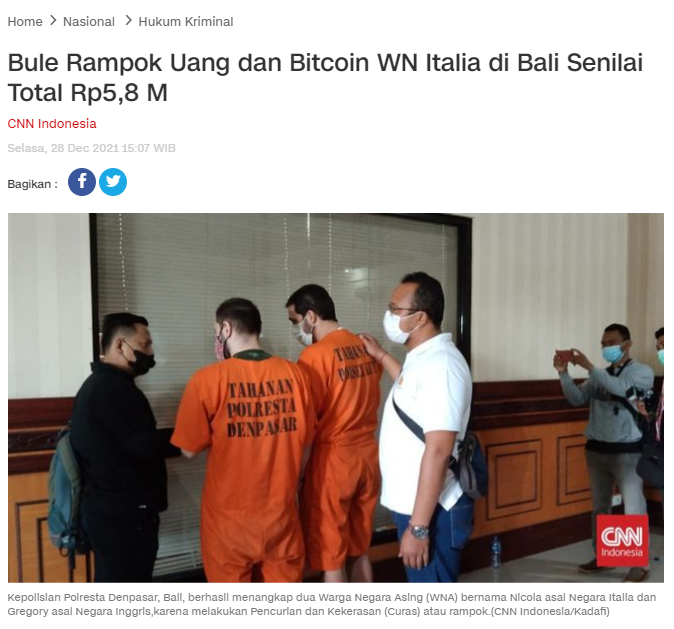 Home > Nasional > Hukum Kriminal
Bule Rampok Uang dan Bitcoin WN Italia di Bali Senilai
Total Rp5,8 M
CNN Indonesia
Selasa, 28 Dec 2021 15:07 WIB
Bagikan :
TAHANAN
POLRESTA
DENPASAR
TAHANA
CNN
Indonesia
Kepolisian Polresta Denpasar, Bali, berhasil menangkap dua Warga Negara Asing (WNA) bernama Nicola asal Negara Italia dan
Gregory asal Negara Inggris,karena melakukan Pencurian dan Kekerasan (Curas) atau rampok.(CNN Indonesia/Kadafi)